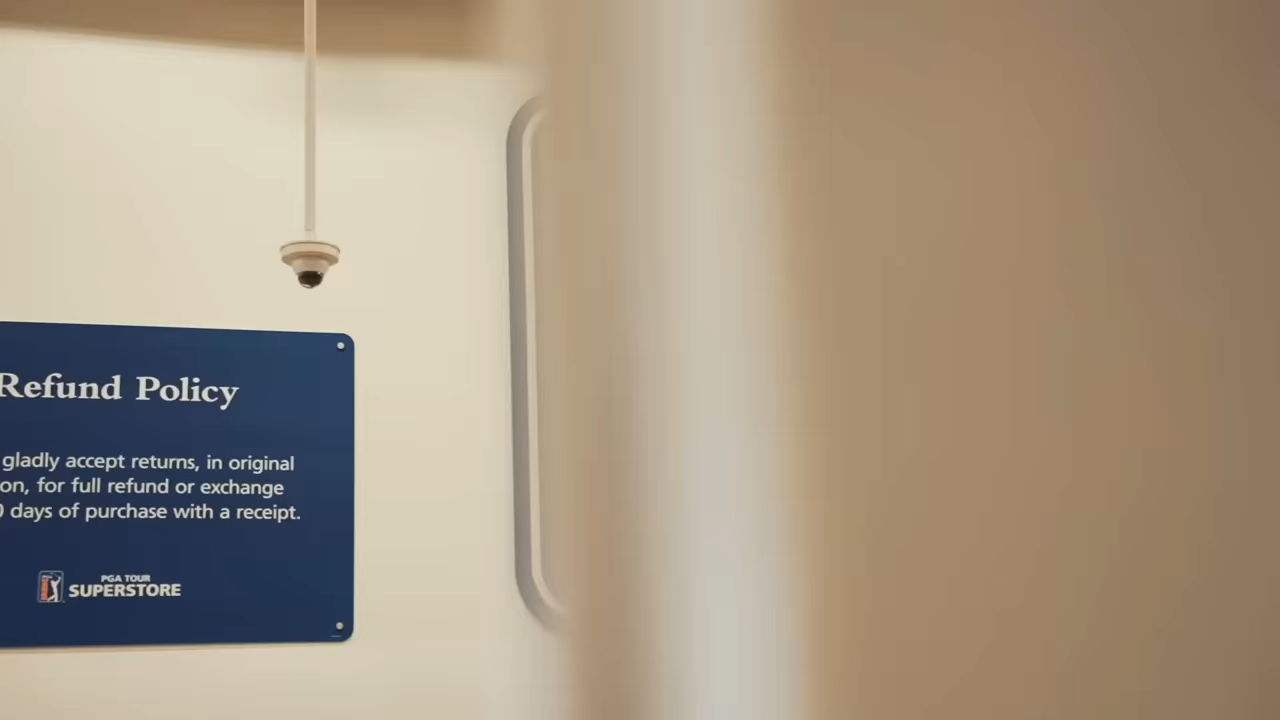 Refund Policy
gladly accept returns, in original
on, for full refund or exchange
0 days of purchase with a receipt.
PGA TOUR
SUPERSTORE